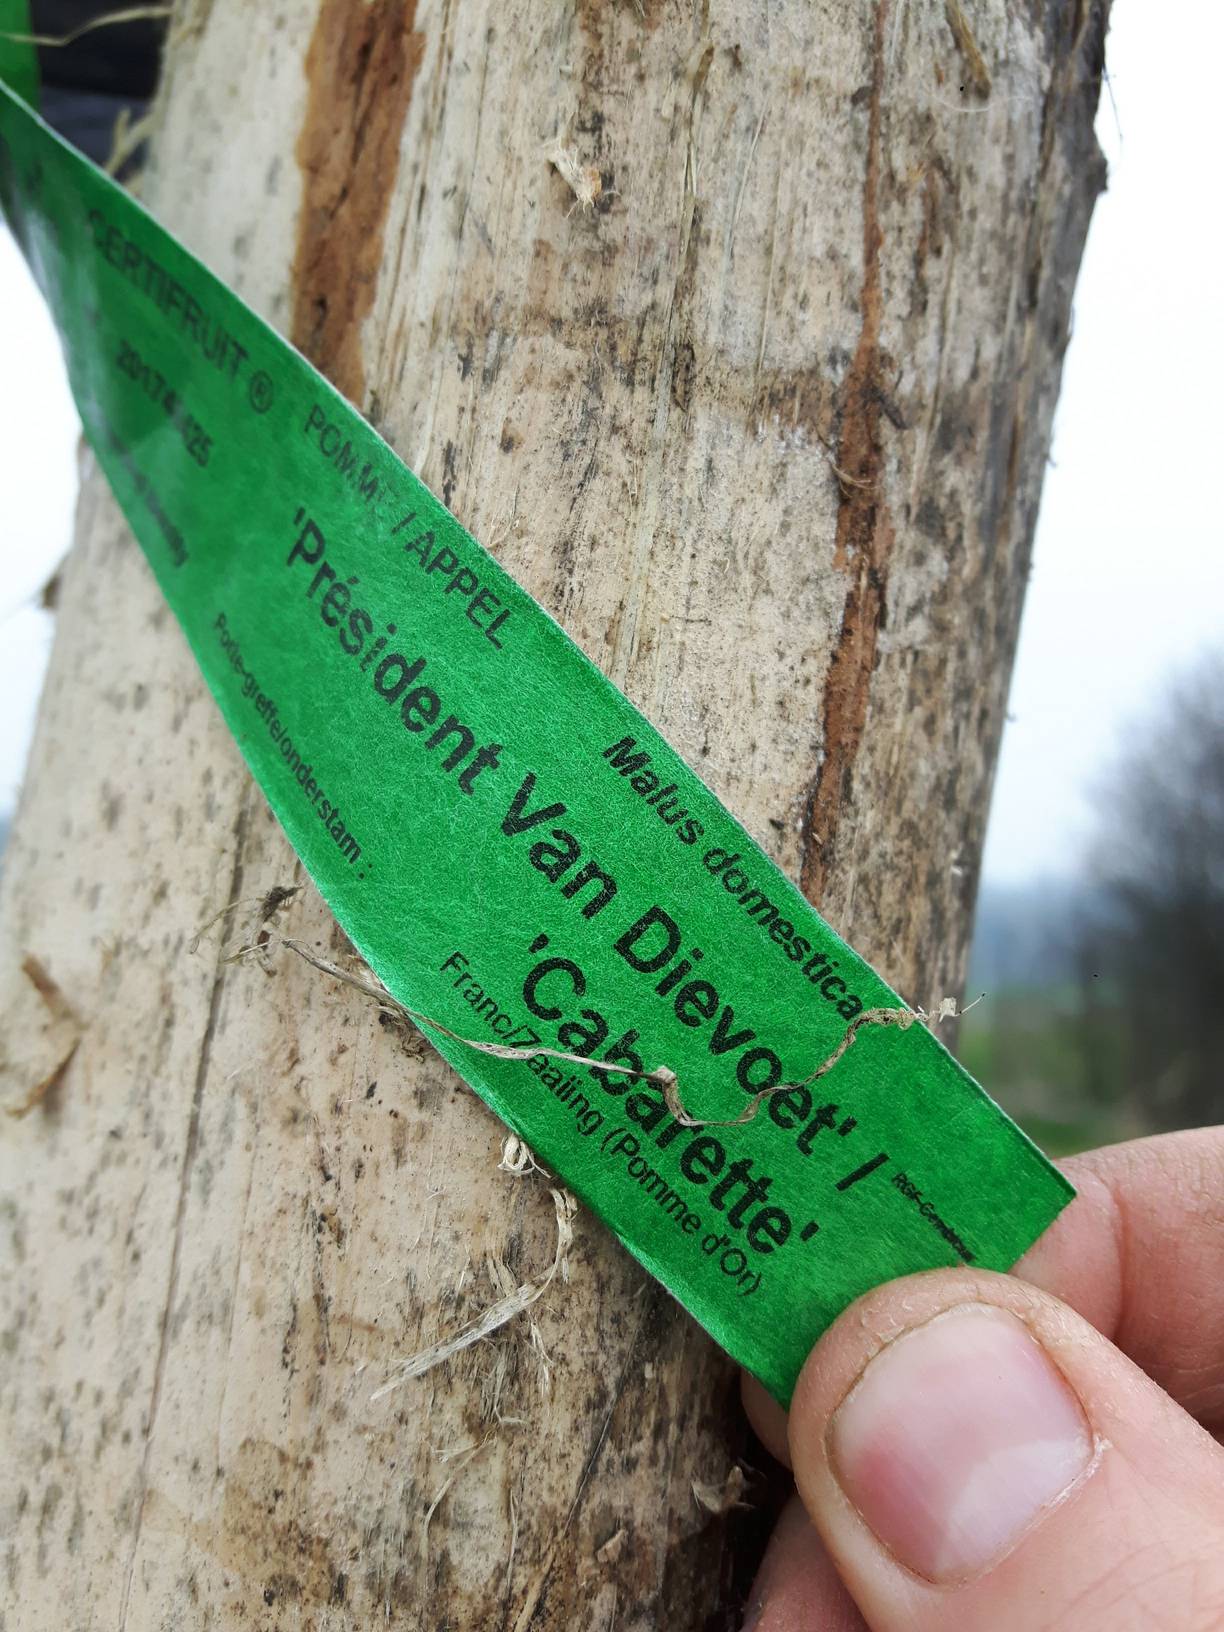 CERTIFRUIT ®
POMME / APPEL
Malus domestica
'Président Van Dievoet' /
'Cabarette'
Porte-greffe/onderstam :
Franc/Zaailing (Pomme d'Or)